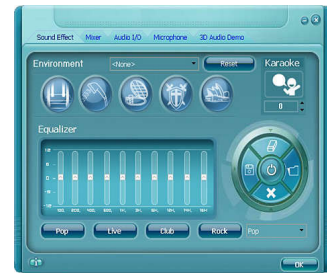 Sound Effect Mixer Audio I/O Microphone 3D Audio Demo
Environment <None> Reset Karaoke
0
Equalizer
Pop Live Club Rock Pop
OK